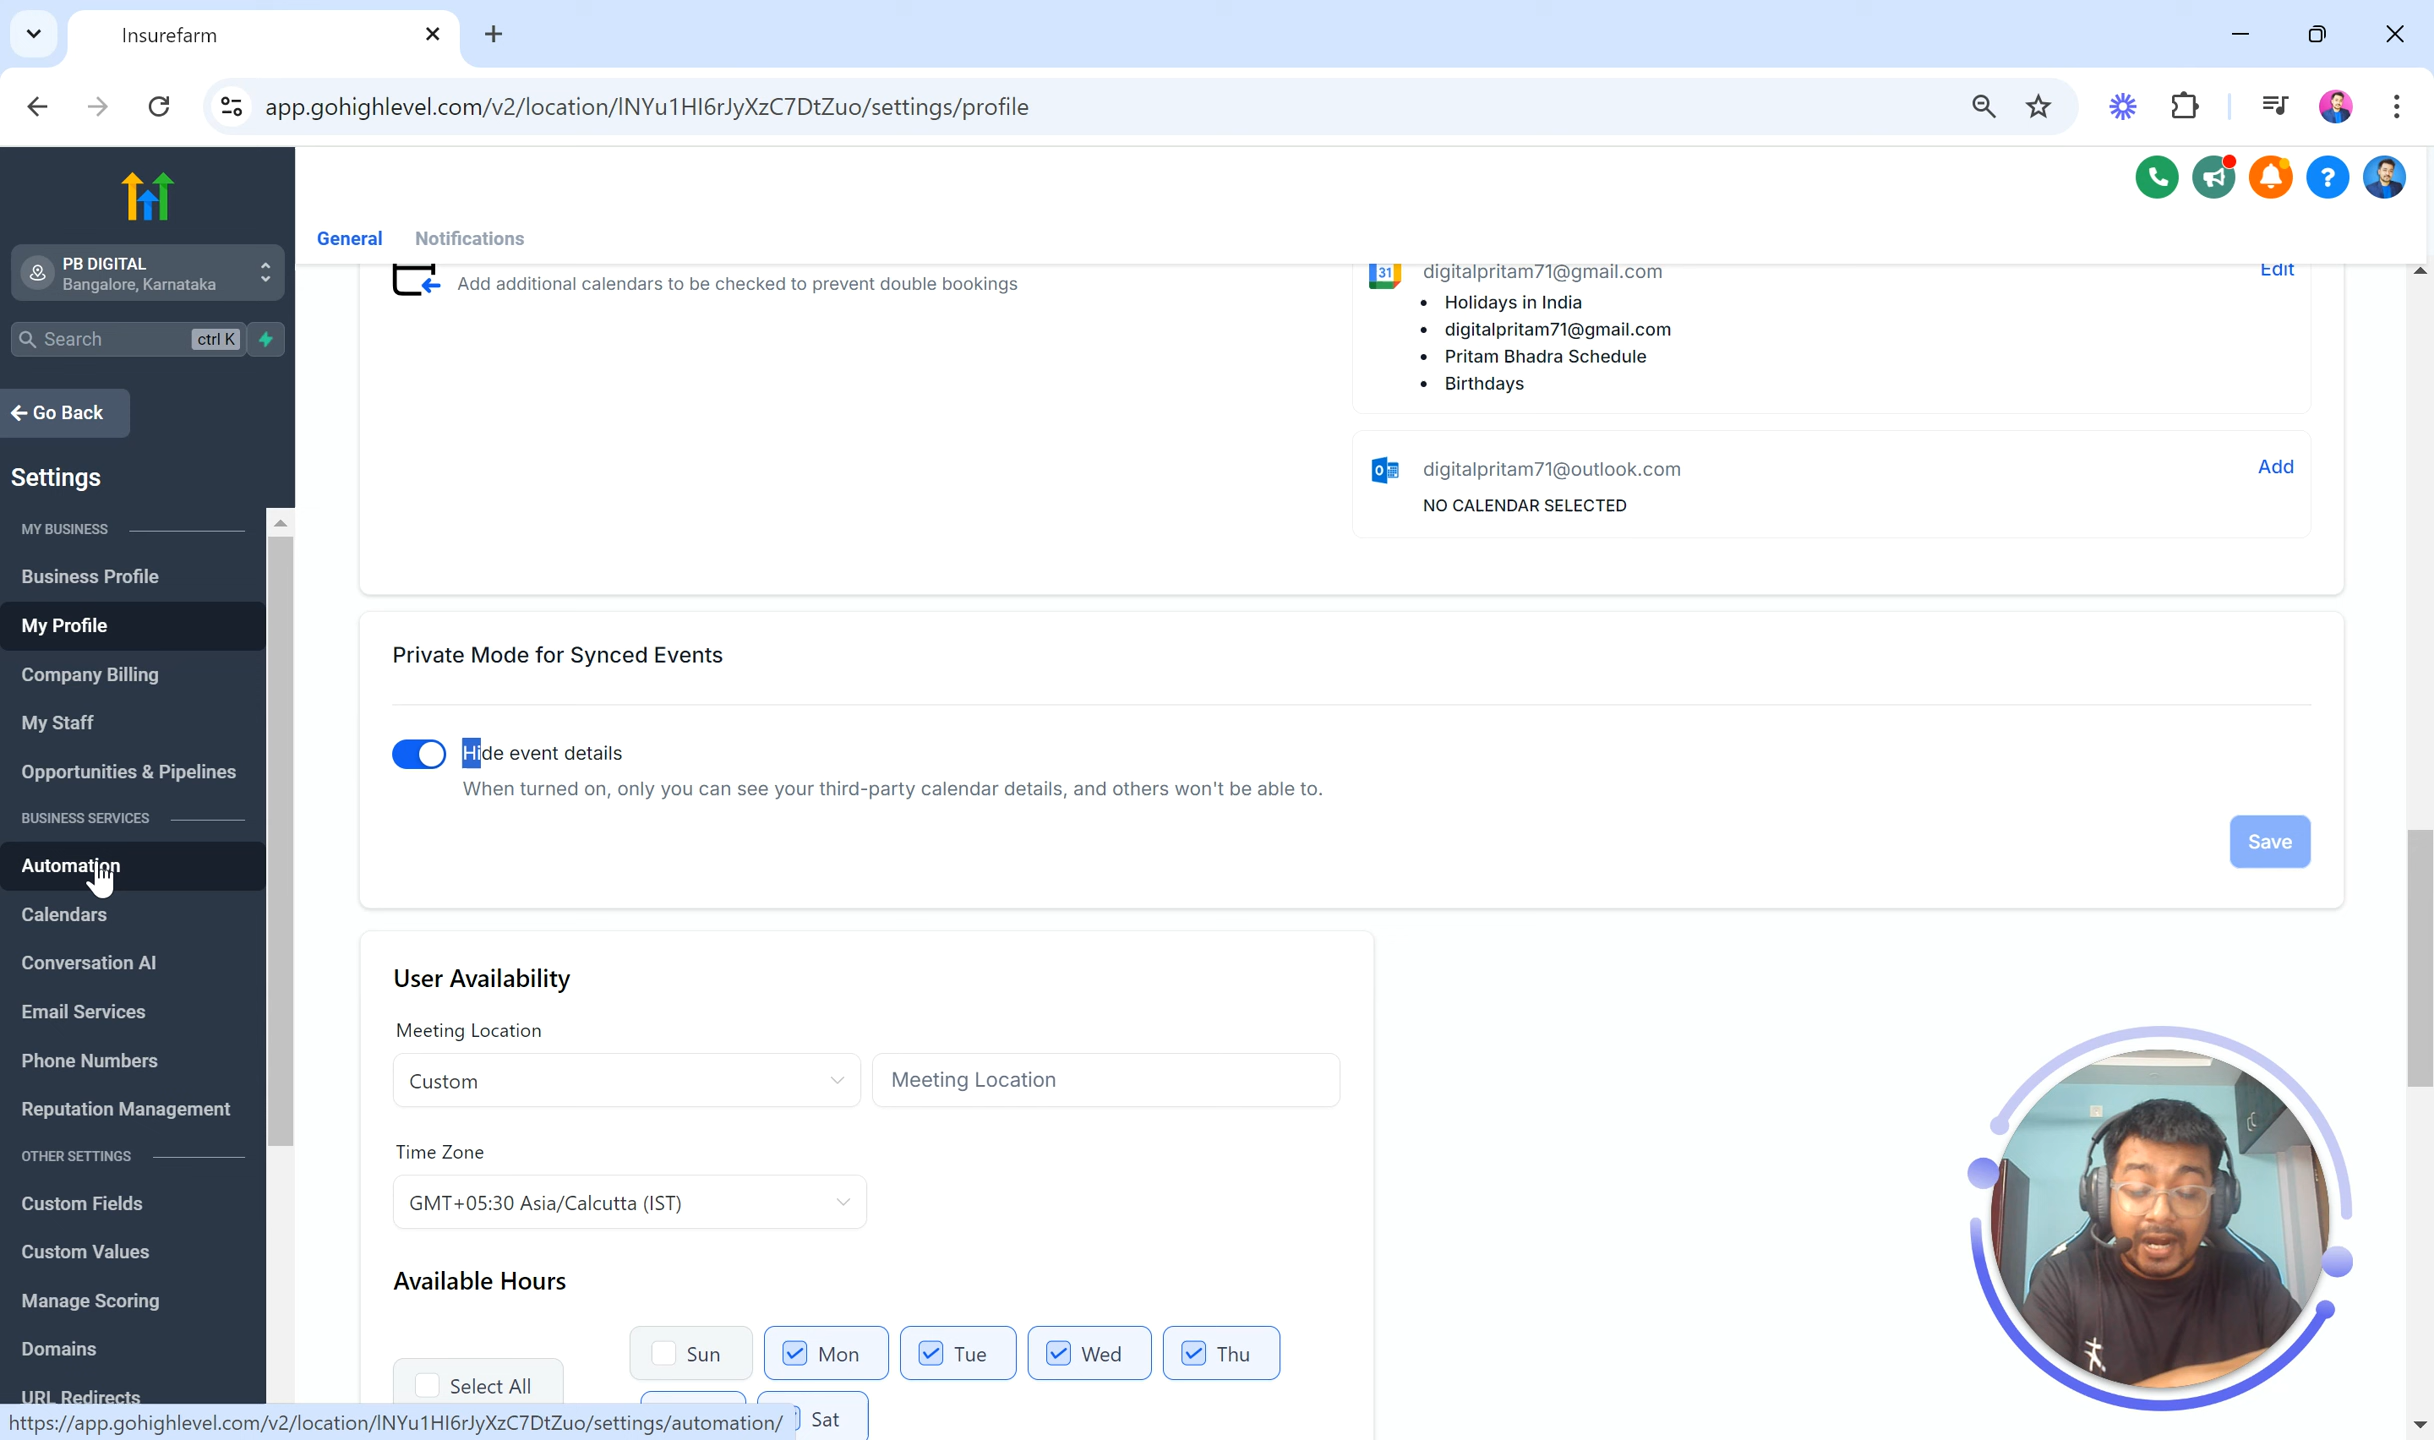 Insurefarm
app.gohighlevel.com/v2/location/INYu1HI6rJyXzC7DtZuo/settings/profile
PB DIGITAL
Bangalore, Karnataka
Search ctrl K
Go Back
Settings
MY BUSINESS
Business Profile
My Profile
Company Billing
My Staff
Opportunities & Pipelines
BUSINESS SERVICES
Automation
Calendars
Conversation AI
Email Services
Phone Numbers
Reputation Management
OTHER SETTINGS
Custom Fields
Custom Values
Manage Scoring
Domains
URL Redirects
https://app.gohighlevel.com/v2/location/INYu1HI6rJyXzC7DtZuo/settings/automation/
General Notifications
Add additional calendars to be checked to prevent double bookings
31 digitalpritam71@gmail.com Edit
• Holidays in India
• digitalpritam71@gmail.com
• Pritam Bhadra Schedule
• Birthdays
digitalpritam71@outlook.com Add
NO CALENDAR SELECTED
Private Mode for Synced Events
Hide event details
When turned on, only you can see your third-party calendar details, and others won't be able to.
Save
User Availability
Meeting Location
Custom Meeting Location
Time Zone
GMT+05:30 Asia/Calcutta (IST)
Available Hours
Select All
Sun Mon Tue Wed Thu
Sat